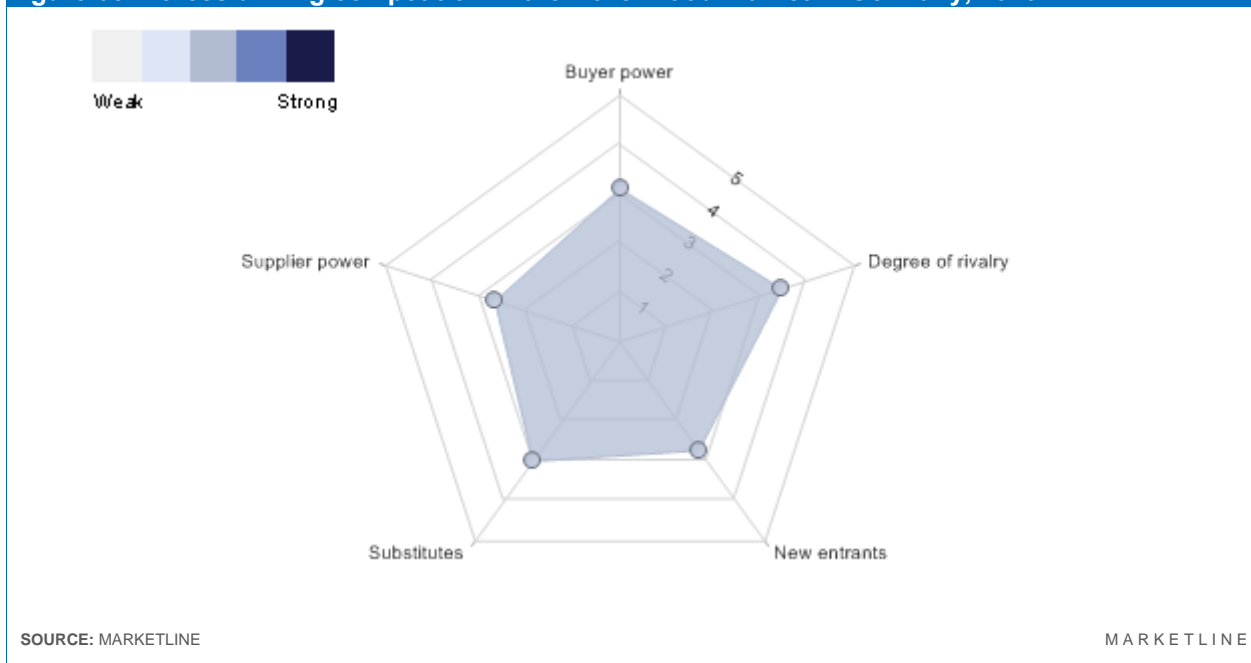 Buyer power
Weak Strong
5
4
3
2
1
Supplier power
Degree of rivalry
Substitutes
New entrants
SOURCE: MARKETLINE
MARKETLINE